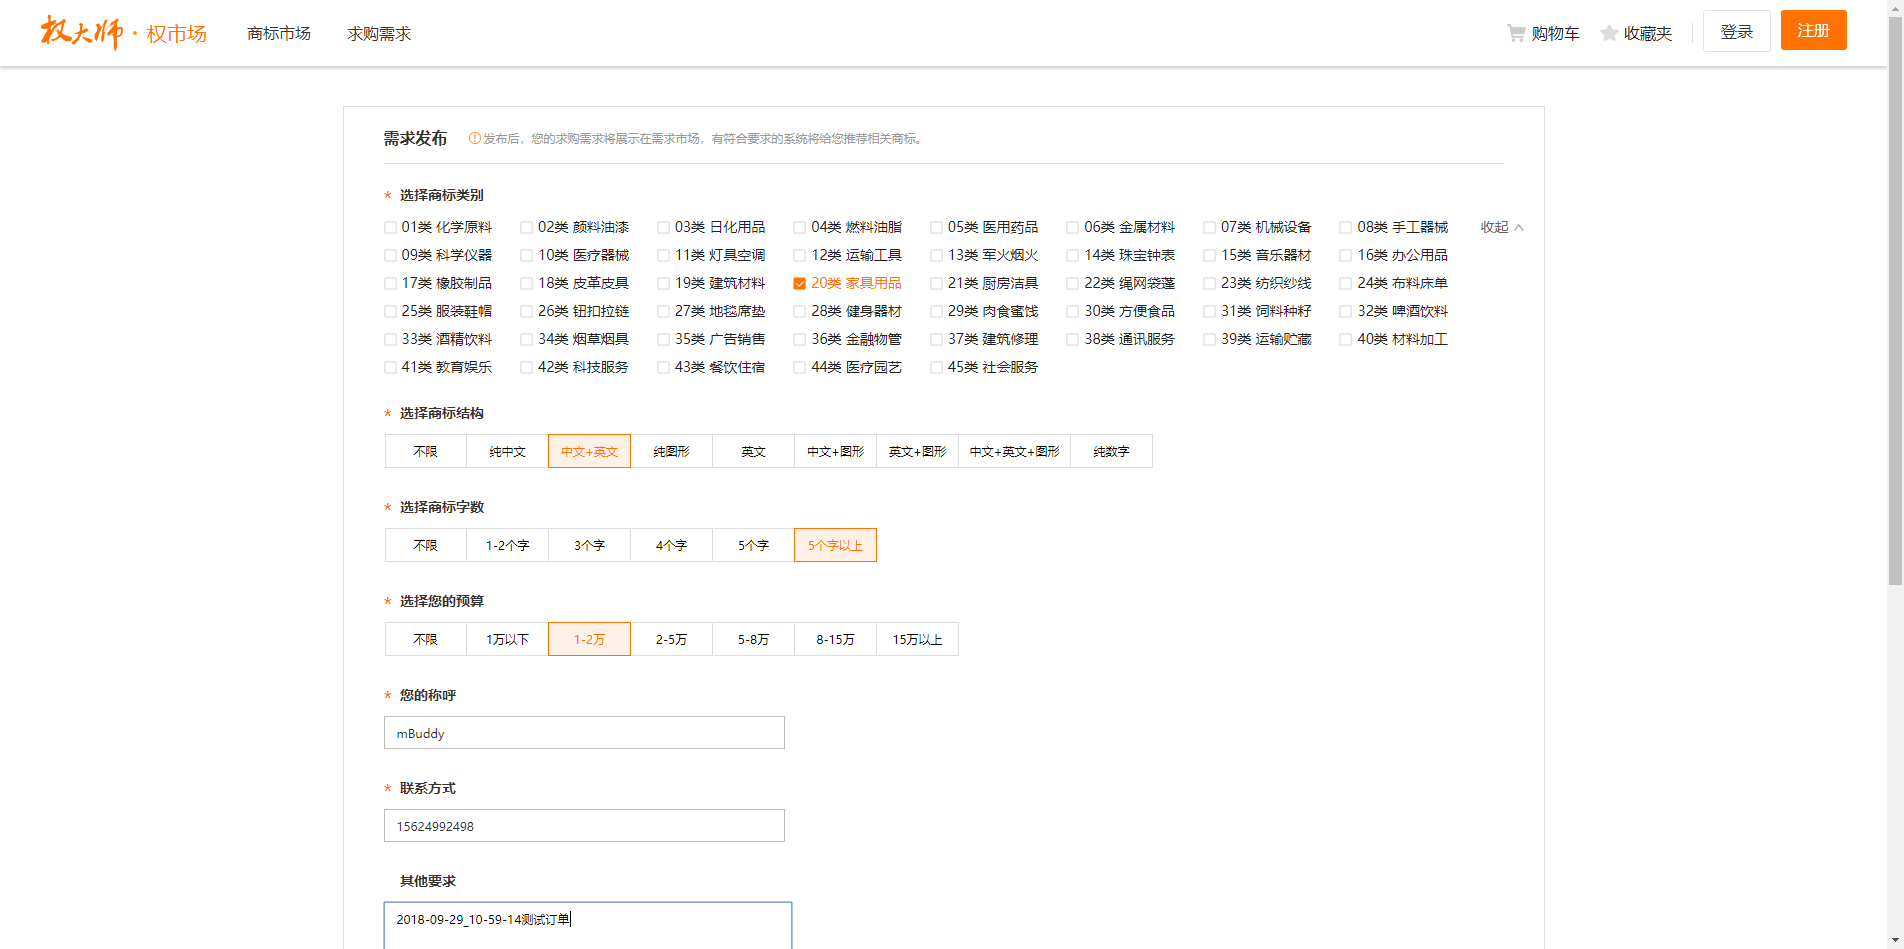 权大师·权市场 商标市场 求购需求 购物车 收藏夹 登录 注册
需求发布 发布后，您的求购需求将展示在需求市场，有符合要求的系统将给您推荐相关商标。
* 选择商标类别
01类 化学原料 02类 颜料油漆 03类 日化用品 04类 燃料油脂 05类 医用药品 06类 金属材料 07类 机械设备 08类 手工器械 收起
09类 科学仪器 10类 医疗器械 11类 灯具空调 12类 运输工具 13类 军火烟火 14类 珠宝钟表 15类 音乐器材 16类 办公用品
17类 橡胶制品 18类 皮革皮具 19类 建筑材料 20类 家具用品 21类 厨房洁具 22类 绳网袋蓬 23类 纺织纱线 24类 布料床单
25类 服装鞋帽 26类 钮扣拉链 27类 地毯席垫 28类 健身器材 29类 肉食蜜饯 30类 方便食品 31类 饲料种籽 32类 啤酒饮料
33类 酒精饮料 34类 烟草烟具 35类 广告销售 36类 金融物管 37类 建筑修理 38类 通讯服务 39类 运输贮藏 40类 材料加工
41类 教育娱乐 42类 科技服务 43类 餐饮住宿 44类 医疗园艺 45类 社会服务
* 选择商标结构
不限 纯中文 中文+英文 纯图形 英文 中文+图形 英文+图形 中文+英文+图形 纯数字
* 选择商标字数
不限 1-2个字 3个字 4个字 5个字 5个字以上
* 选择您的预算
不限 1万以下 1-2万 2-5万 5-8万 8-15万 15万以上
* 您的称呼
mBuddy
* 联系方式
15624992498
其他要求
2018-09-29_10-59-14测试订单